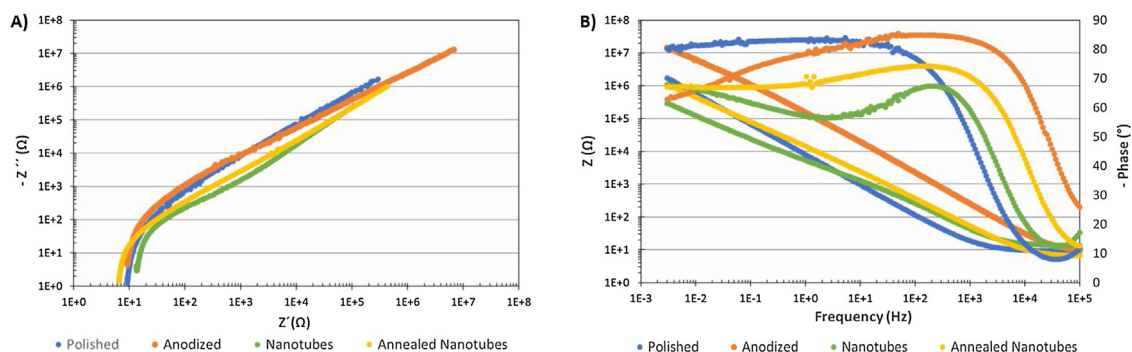 A)
- Z´´ (Ω)
1E+8
1E+7
1E+6
1E+5
1E+4
1E+3
1E+2
1E+1
1E+0
1E+0 1E+1 1E+2 1E+3 1E+4 1E+5 1E+6 1E+7 1E+8
Z´(Ω)
Polished Anodized Nanotubes Annealed Nanotubes
B)
Z (Ω)
1E+8
1E+7
1E+6
1E+5
1E+4
1E+3
1E+2
1E+1
1E+0
90
80
70
60
50
40
30
20
10
0
- Phase (°)
1E-3 1E-2 1E-1 1E+0 1E+1 1E+2 1E+3 1E+4 1E+5
Frequency (Hz)
Polished Anodized Nanotubes Annealed Nanotubes